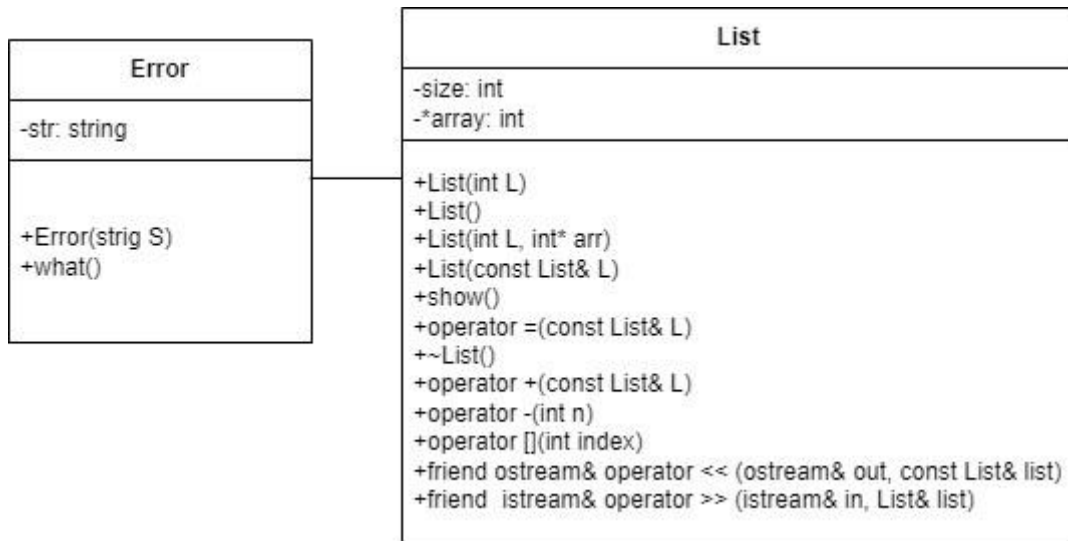 Error
-str: string
+Error(strig S)
+what()
List
-size: int
-*array: int
+List(int L)
+List()
+List(int L, int* arr)
+List(const List& L)
+show()
+operator =(const List& L)
+~List()
+operator +(const List& L)
+operator -(int n)
+operator [](int index)
+friend ostream& operator << (ostream& out, const List& list)
+friend  istream& operator >> (istream& in, List& list)